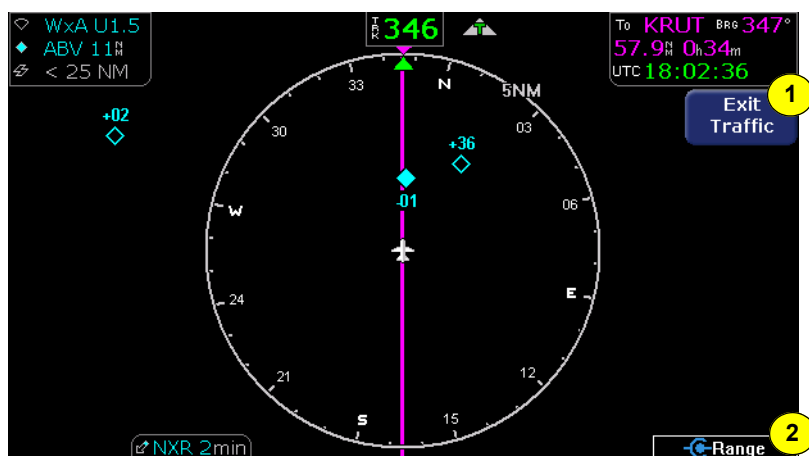 WxA U1.5
ABV 11NM
< 25 NM
TRK 346
T
To KRUT BRG 347°
57.9NM 0h34m
UTC 18:02:36
1
Exit
Traffic
5NM
33
N
03
+02
30
+36
-01
06
W
E
24
21
12
S
15
NXR 2min
2
Range